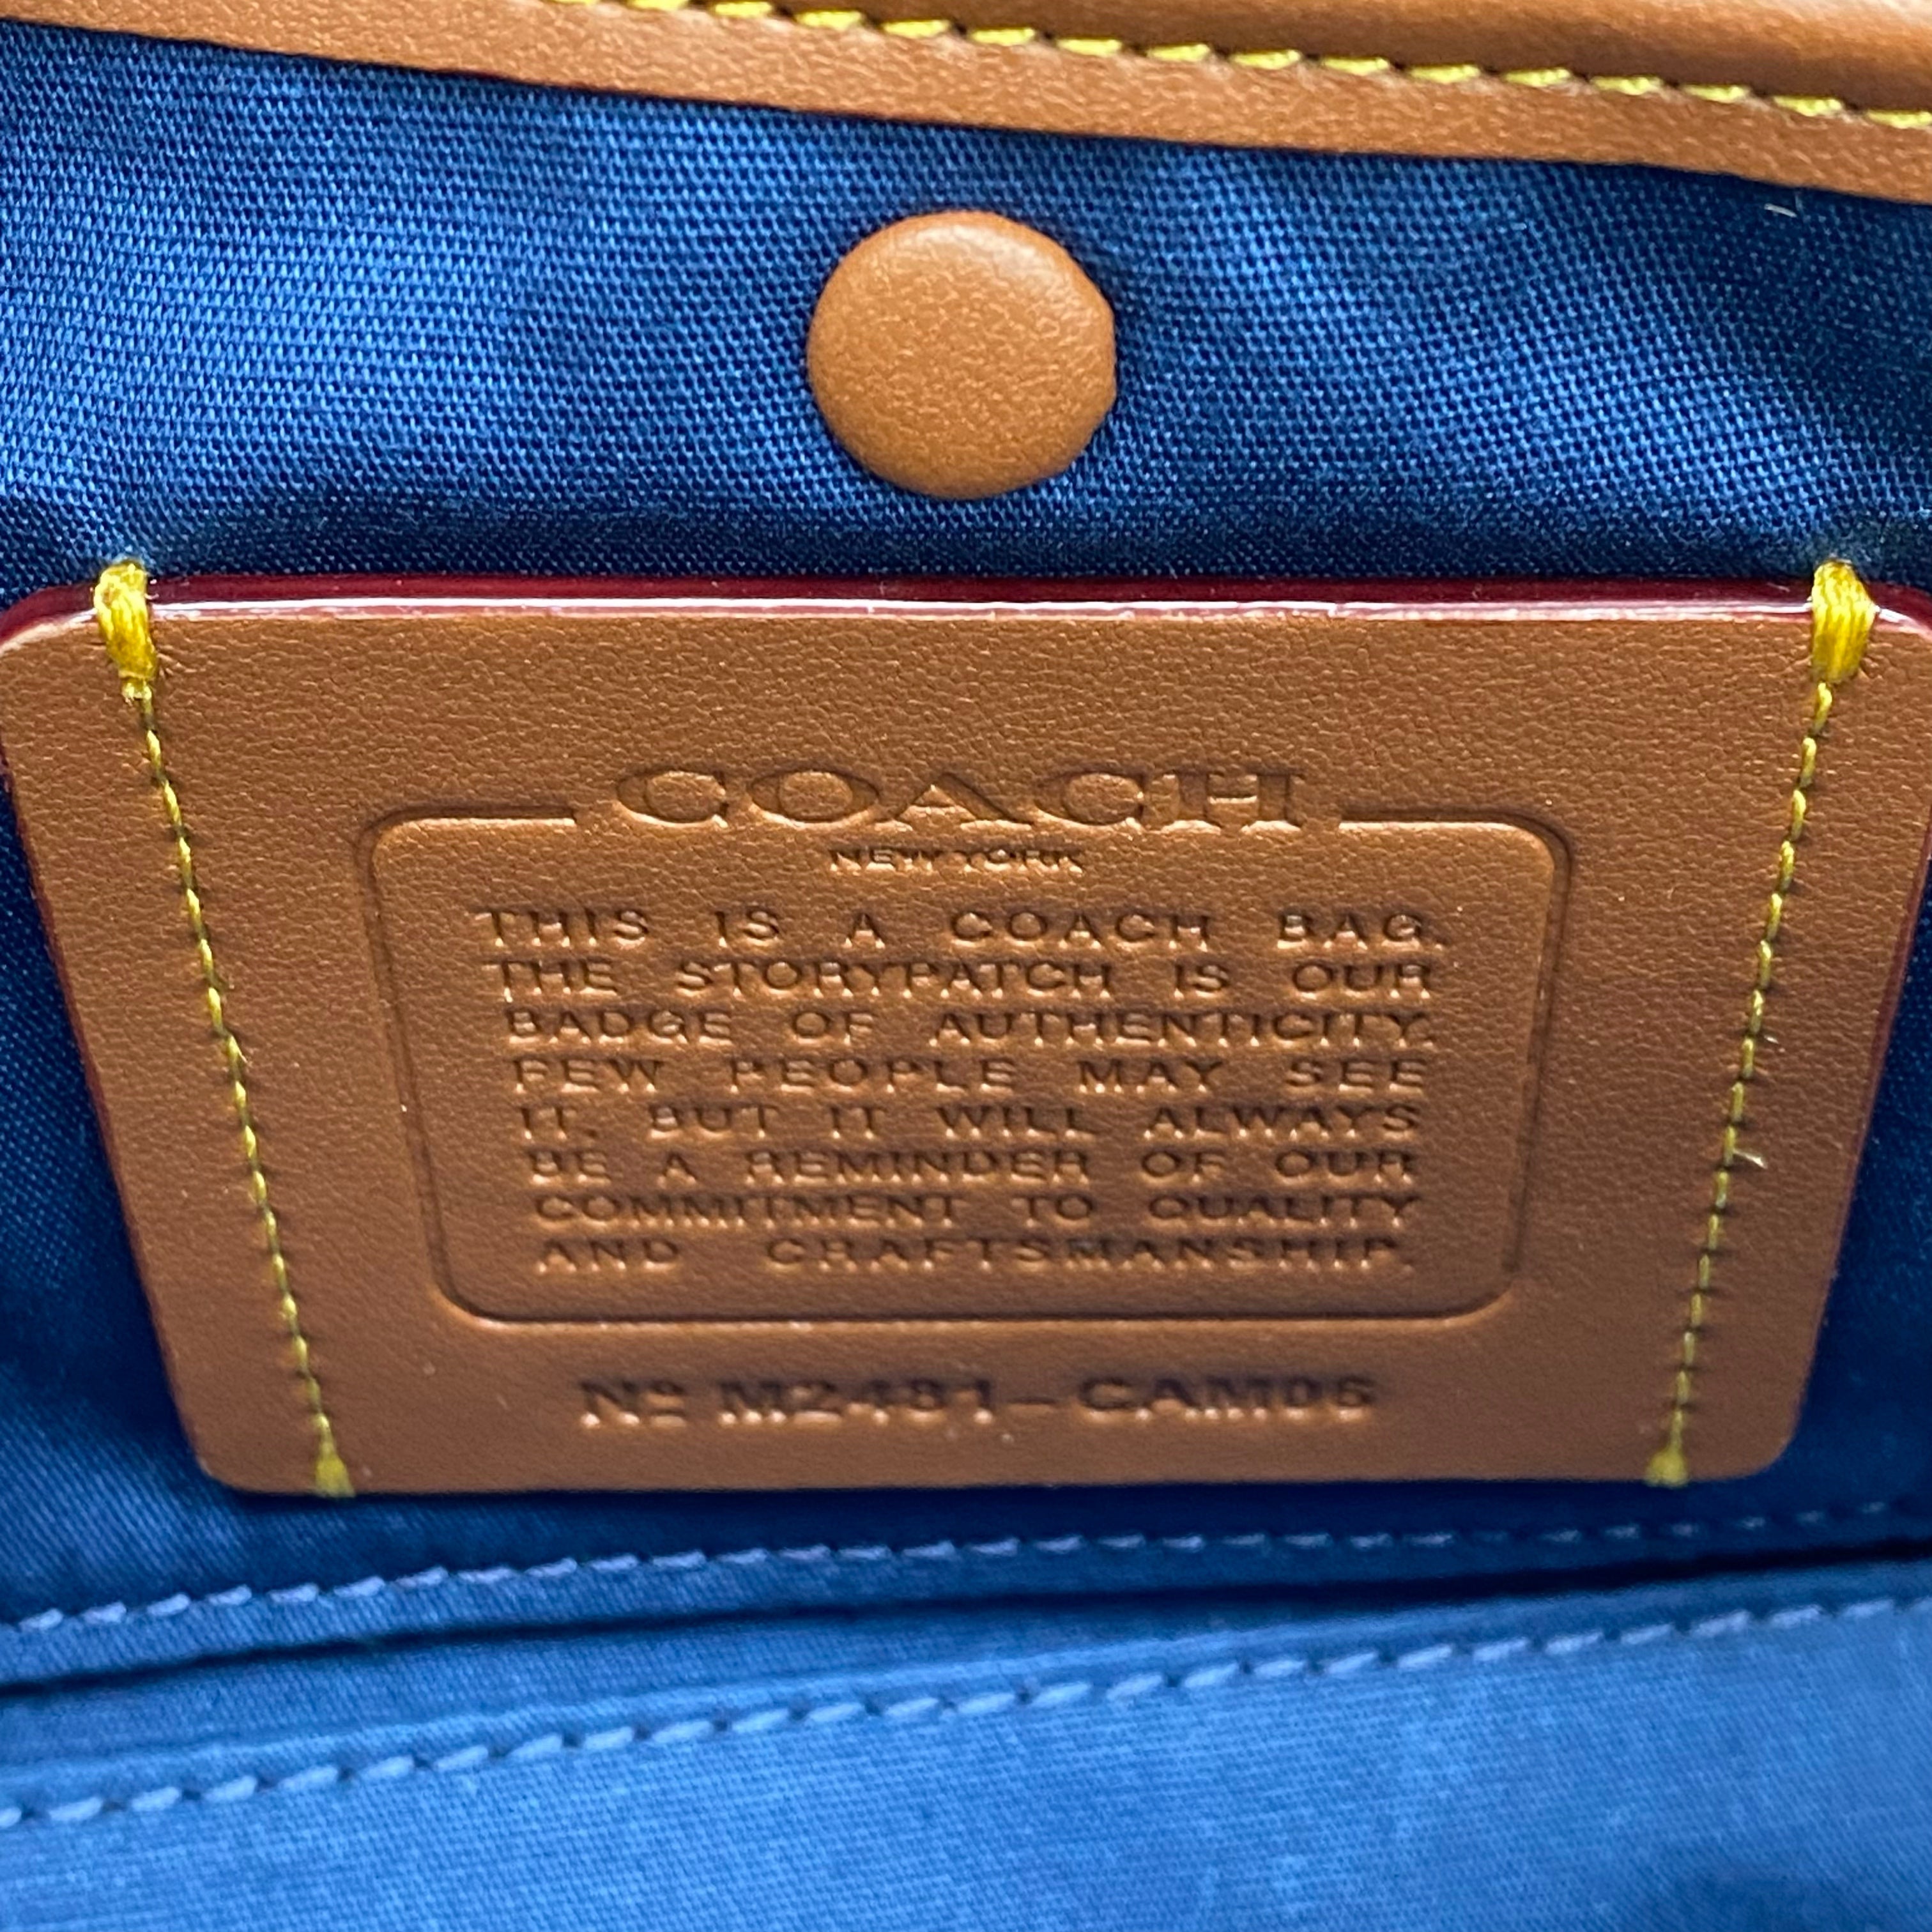 COACH
NEW YORK
THIS IS A COACH BAG.
THE STORYPATCH IS OUR
BADGE OF AUTHENTICITY.
FEW PEOPLE MAY SEE
IT, BUT IT WILL ALWAYS
BE A REMINDER OF OUR
COMMITMENT TO QUALITY
AND CRAFTSMANSHIP.
Nº M2481-CAM06